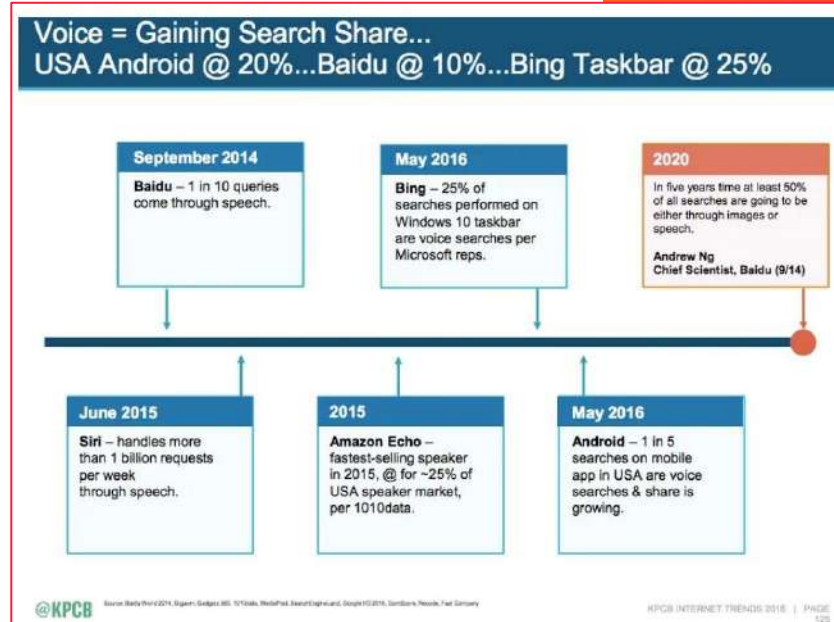 Voice = Gaining Search Share...
USA Android @ 20%...Baidu @ 10%...Bing Taskbar @ 25%
September 2014
Baidu – 1 in 10 queries
come through speech.
May 2016
Bing – 25% of
searches performed on
Windows 10 taskbar
are voice searches per
Microsoft reps.
2020
In five years time at least 50%
of all searches are going to be
either through images or
speech.
Andrew Ng
Chief Scientist, Baidu (9/14)
June 2015
Siri – handles more
than 1 billion requests
per week
through speech.
2015
Amazon Echo –
fastest-selling speaker
in 2015, @ for ~25% of
USA speaker market,
per 1010data.
May 2016
Android – 1 in 5
searches on mobile
app in USA are voice
searches & share is
growing.
@KPCB
KPCB INTERNET TRENDS 2016 | PAGE